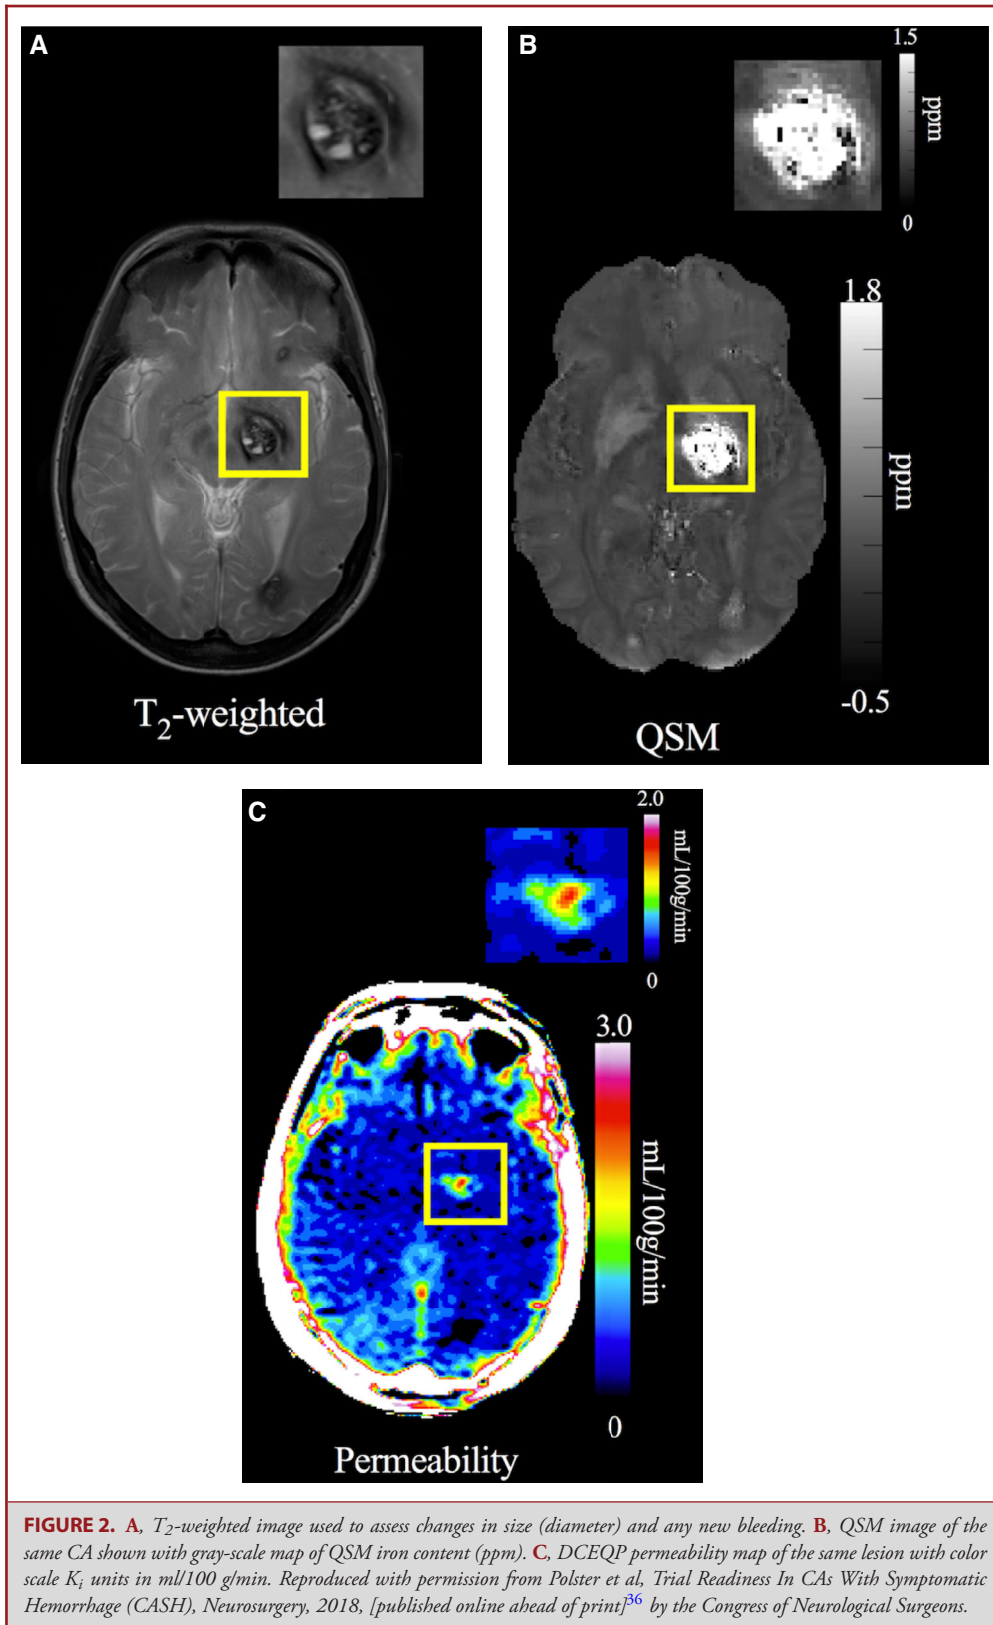 A
T2-weighted
B
1.5
ppm
0
1.8
ppm
-0.5
QSM
C
2.0
mL/100g/min
0
3.0
mL/100g/min
0
Permeability
FIGURE 2. A, T2-weighted image used to assess changes in size (diameter) and any new bleeding. B, QSM image of the
same CA shown with gray-scale map of QSM iron content (ppm). C, DCEQP permeability map of the same lesion with color
scale Ki units in ml/100 g/min. Reproduced with permission from Polster et al, Trial Readiness In CAs With Symptomatic
Hemorrhage (CASH), Neurosurgery, 2018, [published online ahead of print]36 by the Congress of Neurological Surgeons.